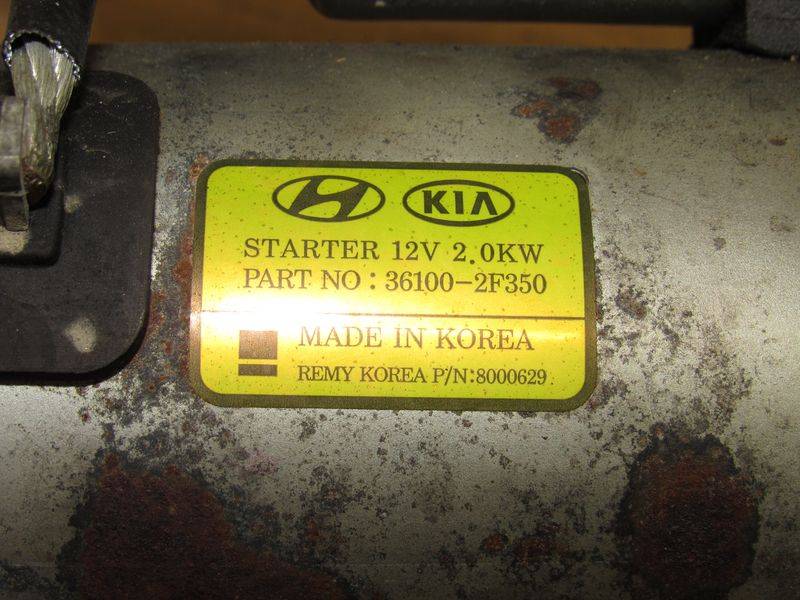 KIA
STARTER 12V 2.0KW
PART NO : 36100-2F350
MADE IN KOREA
REMY KOREA P/N:8000629